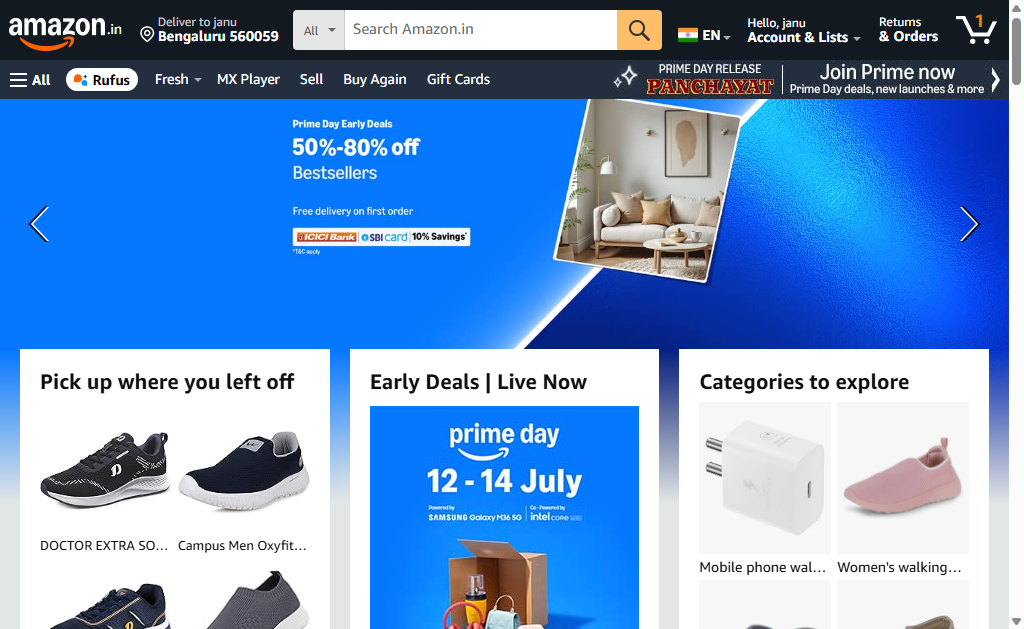 amazon.in
Deliver to janu
Bengaluru 560059
All
Search Amazon.in
EN
Hello, janu
Account & Lists
Returns
& Orders
1
All
Rufus
Fresh
MX Player
Sell
Buy Again
Gift Cards
PRIME DAY RELEASE
PANCHAYAT
Join Prime now
Prime Day deals, new launches & more
Prime Day Early Deals
50%-80% off
Bestsellers
Free delivery on first order
ICICI Bank SBI card 10% Savings*
*T&C apply
Pick up where you left off
DOCTOR EXTRA SO...
Campus Men Oxyfit...
Early Deals | Live Now
prime day
12 - 14 July
Powered by
SAMSUNG Galaxy M36 5G
Co - Powered by
intel CORE
Categories to explore
Mobile phone wal...
Women's walking...